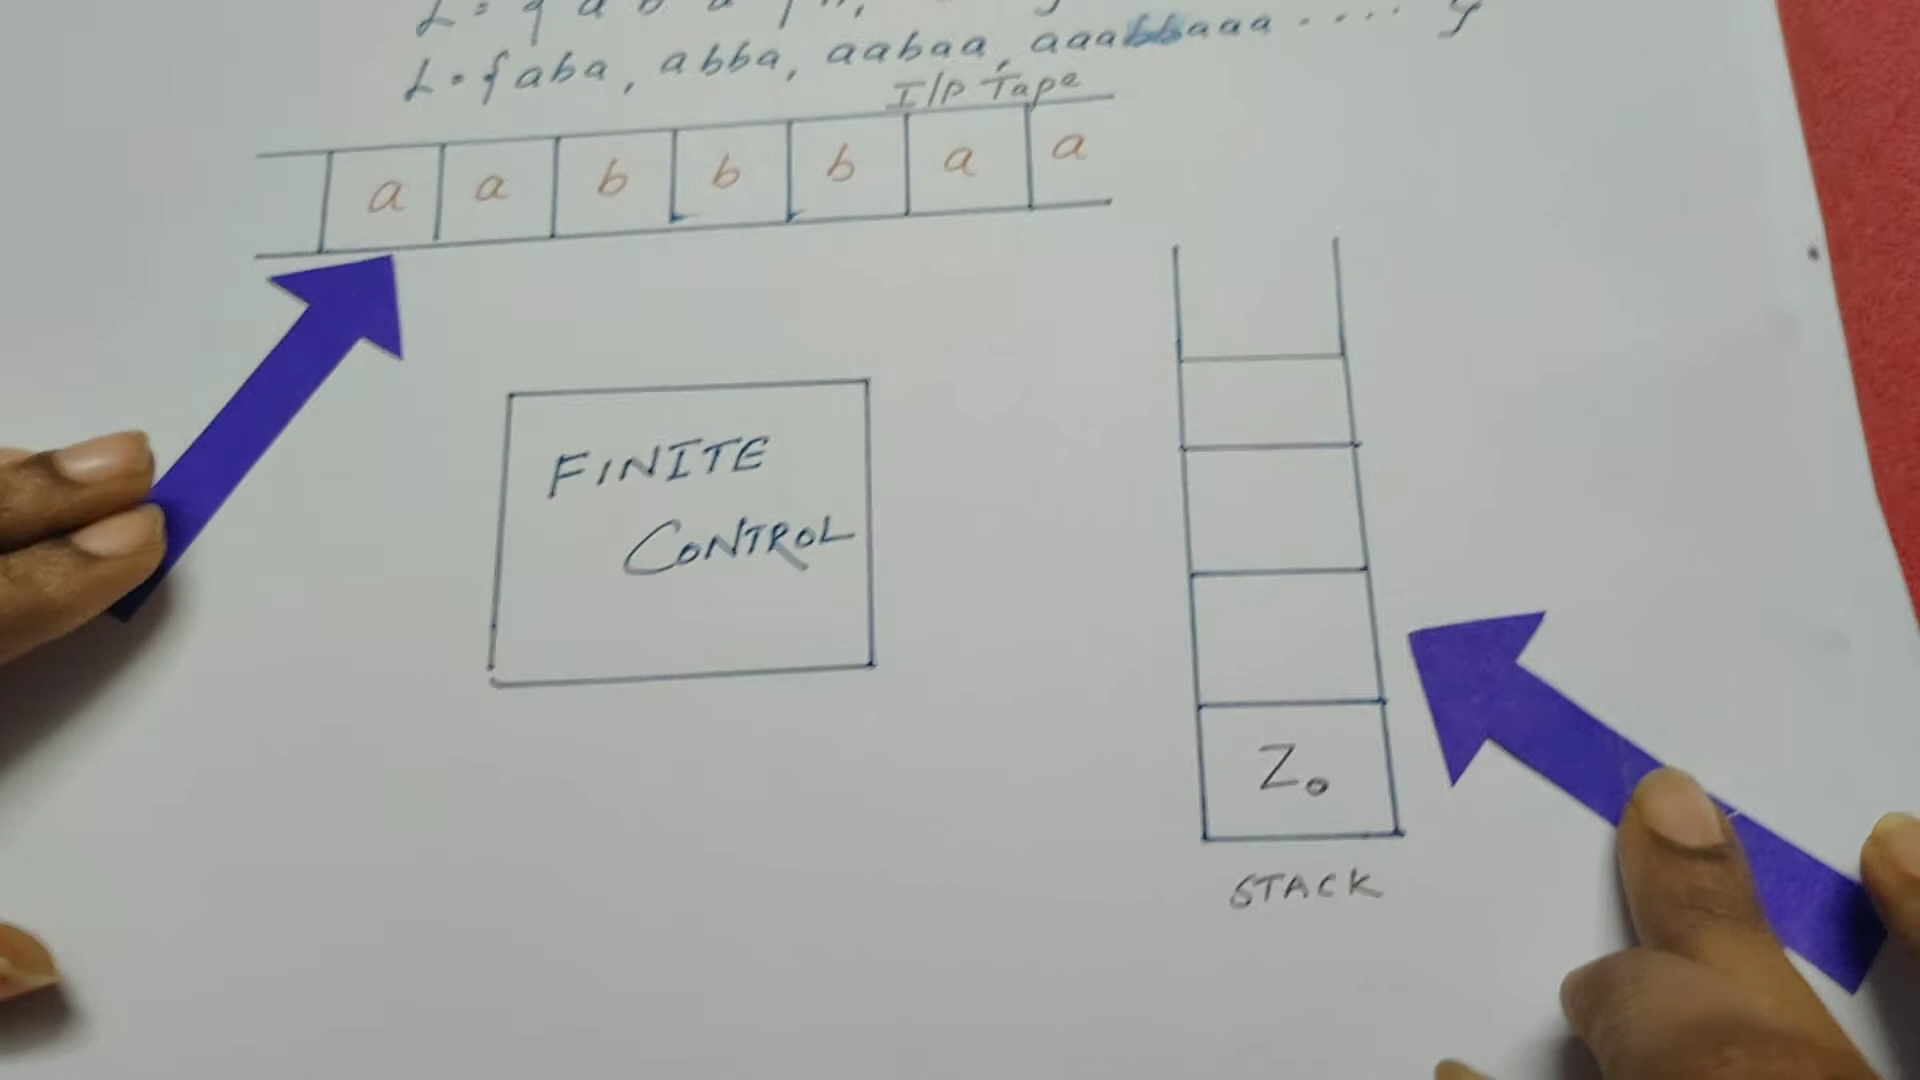 L = {aba, abba, aabaa, aaabbaaa .... }
I/P Tape
a a b b b a a
FINITE
CONTROL
Z₀
STACK